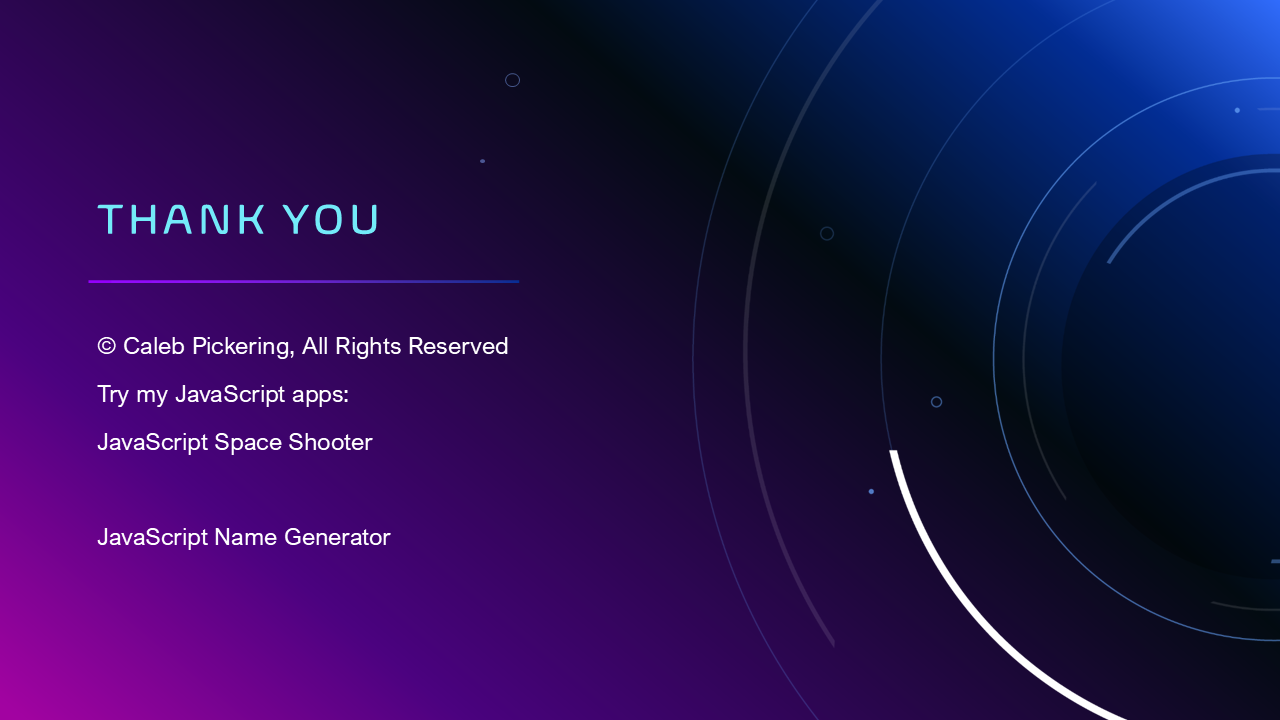 THANK YOU
© Caleb Pickering, All Rights Reserved
Try my JavaScript apps:
JavaScript Space Shooter
JavaScript Name Generator